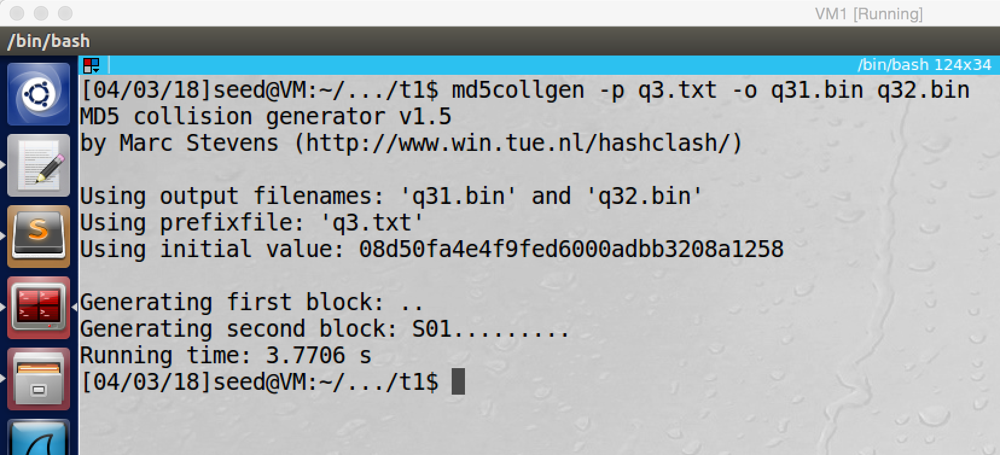 VM1 [Running]
/bin/bash
/bin/bash 124x34
[04/03/18]seed@VM:~/.../t1$ md5collgen -p q3.txt -o q31.bin q32.bin
MD5 collision generator v1.5
by Marc Stevens (http://www.win.tue.nl/hashclash/)
Using output filenames: 'q31.bin' and 'q32.bin'
Using prefixfile: 'q3.txt'
Using initial value: 08d50fa4e4f9fed6000adbb3208a1258
Generating first block: ..
Generating second block: S01.........
Running time: 3.7706 s
[04/03/18]seed@VM:~/.../t1$